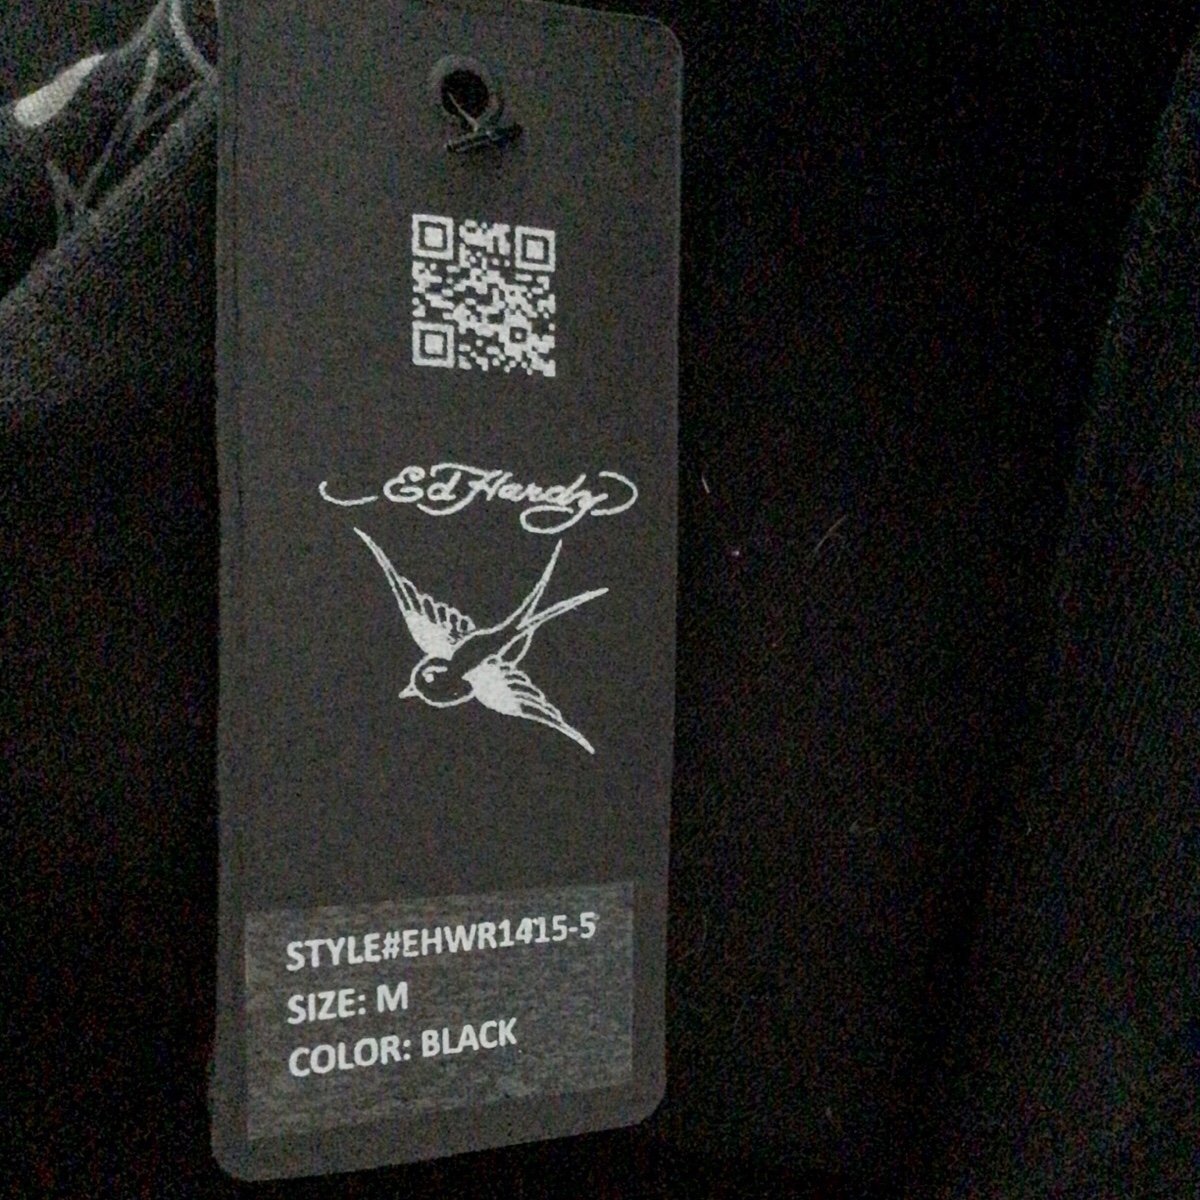 Ed Hardy
STYLE#EHWR1415-5
SIZE: M
COLOR: BLACK